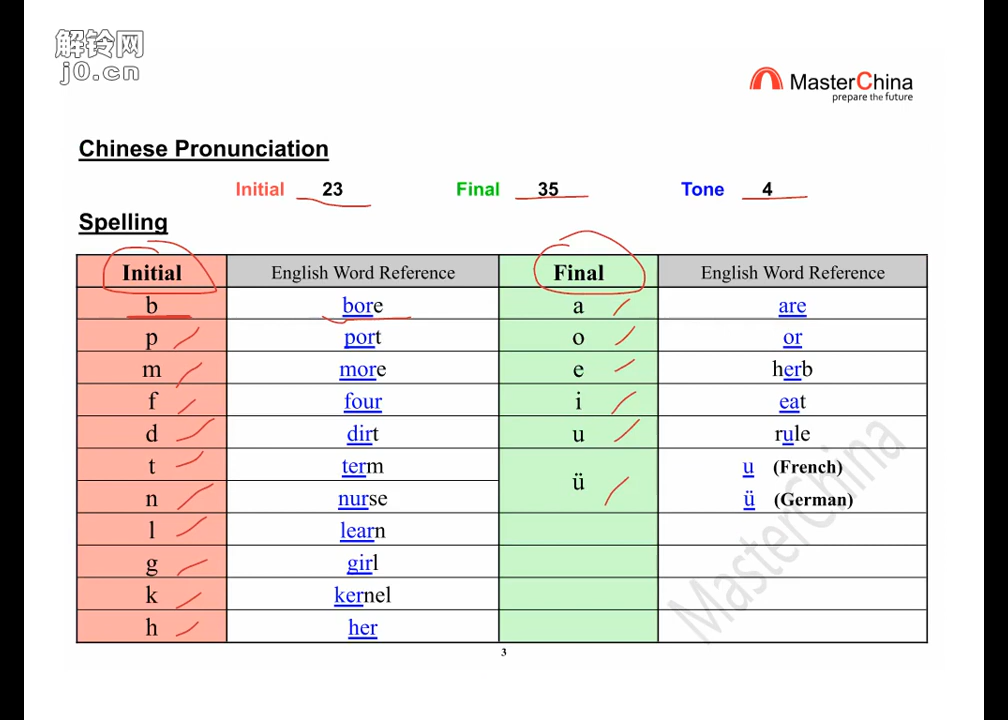 解铃网
j0.cn
MasterChina
prepare the future
Chinese Pronunciation
Initial 23 Final 35 Tone 4
Spelling
Initial English Word Reference Final English Word Reference
b bore a are
p port o or
m more e herb
f four i eat
d dirt u rule
t term ü u (French)
n nurse ü (German)
l learn
g girl
k kernel
h her
MasterChina
3